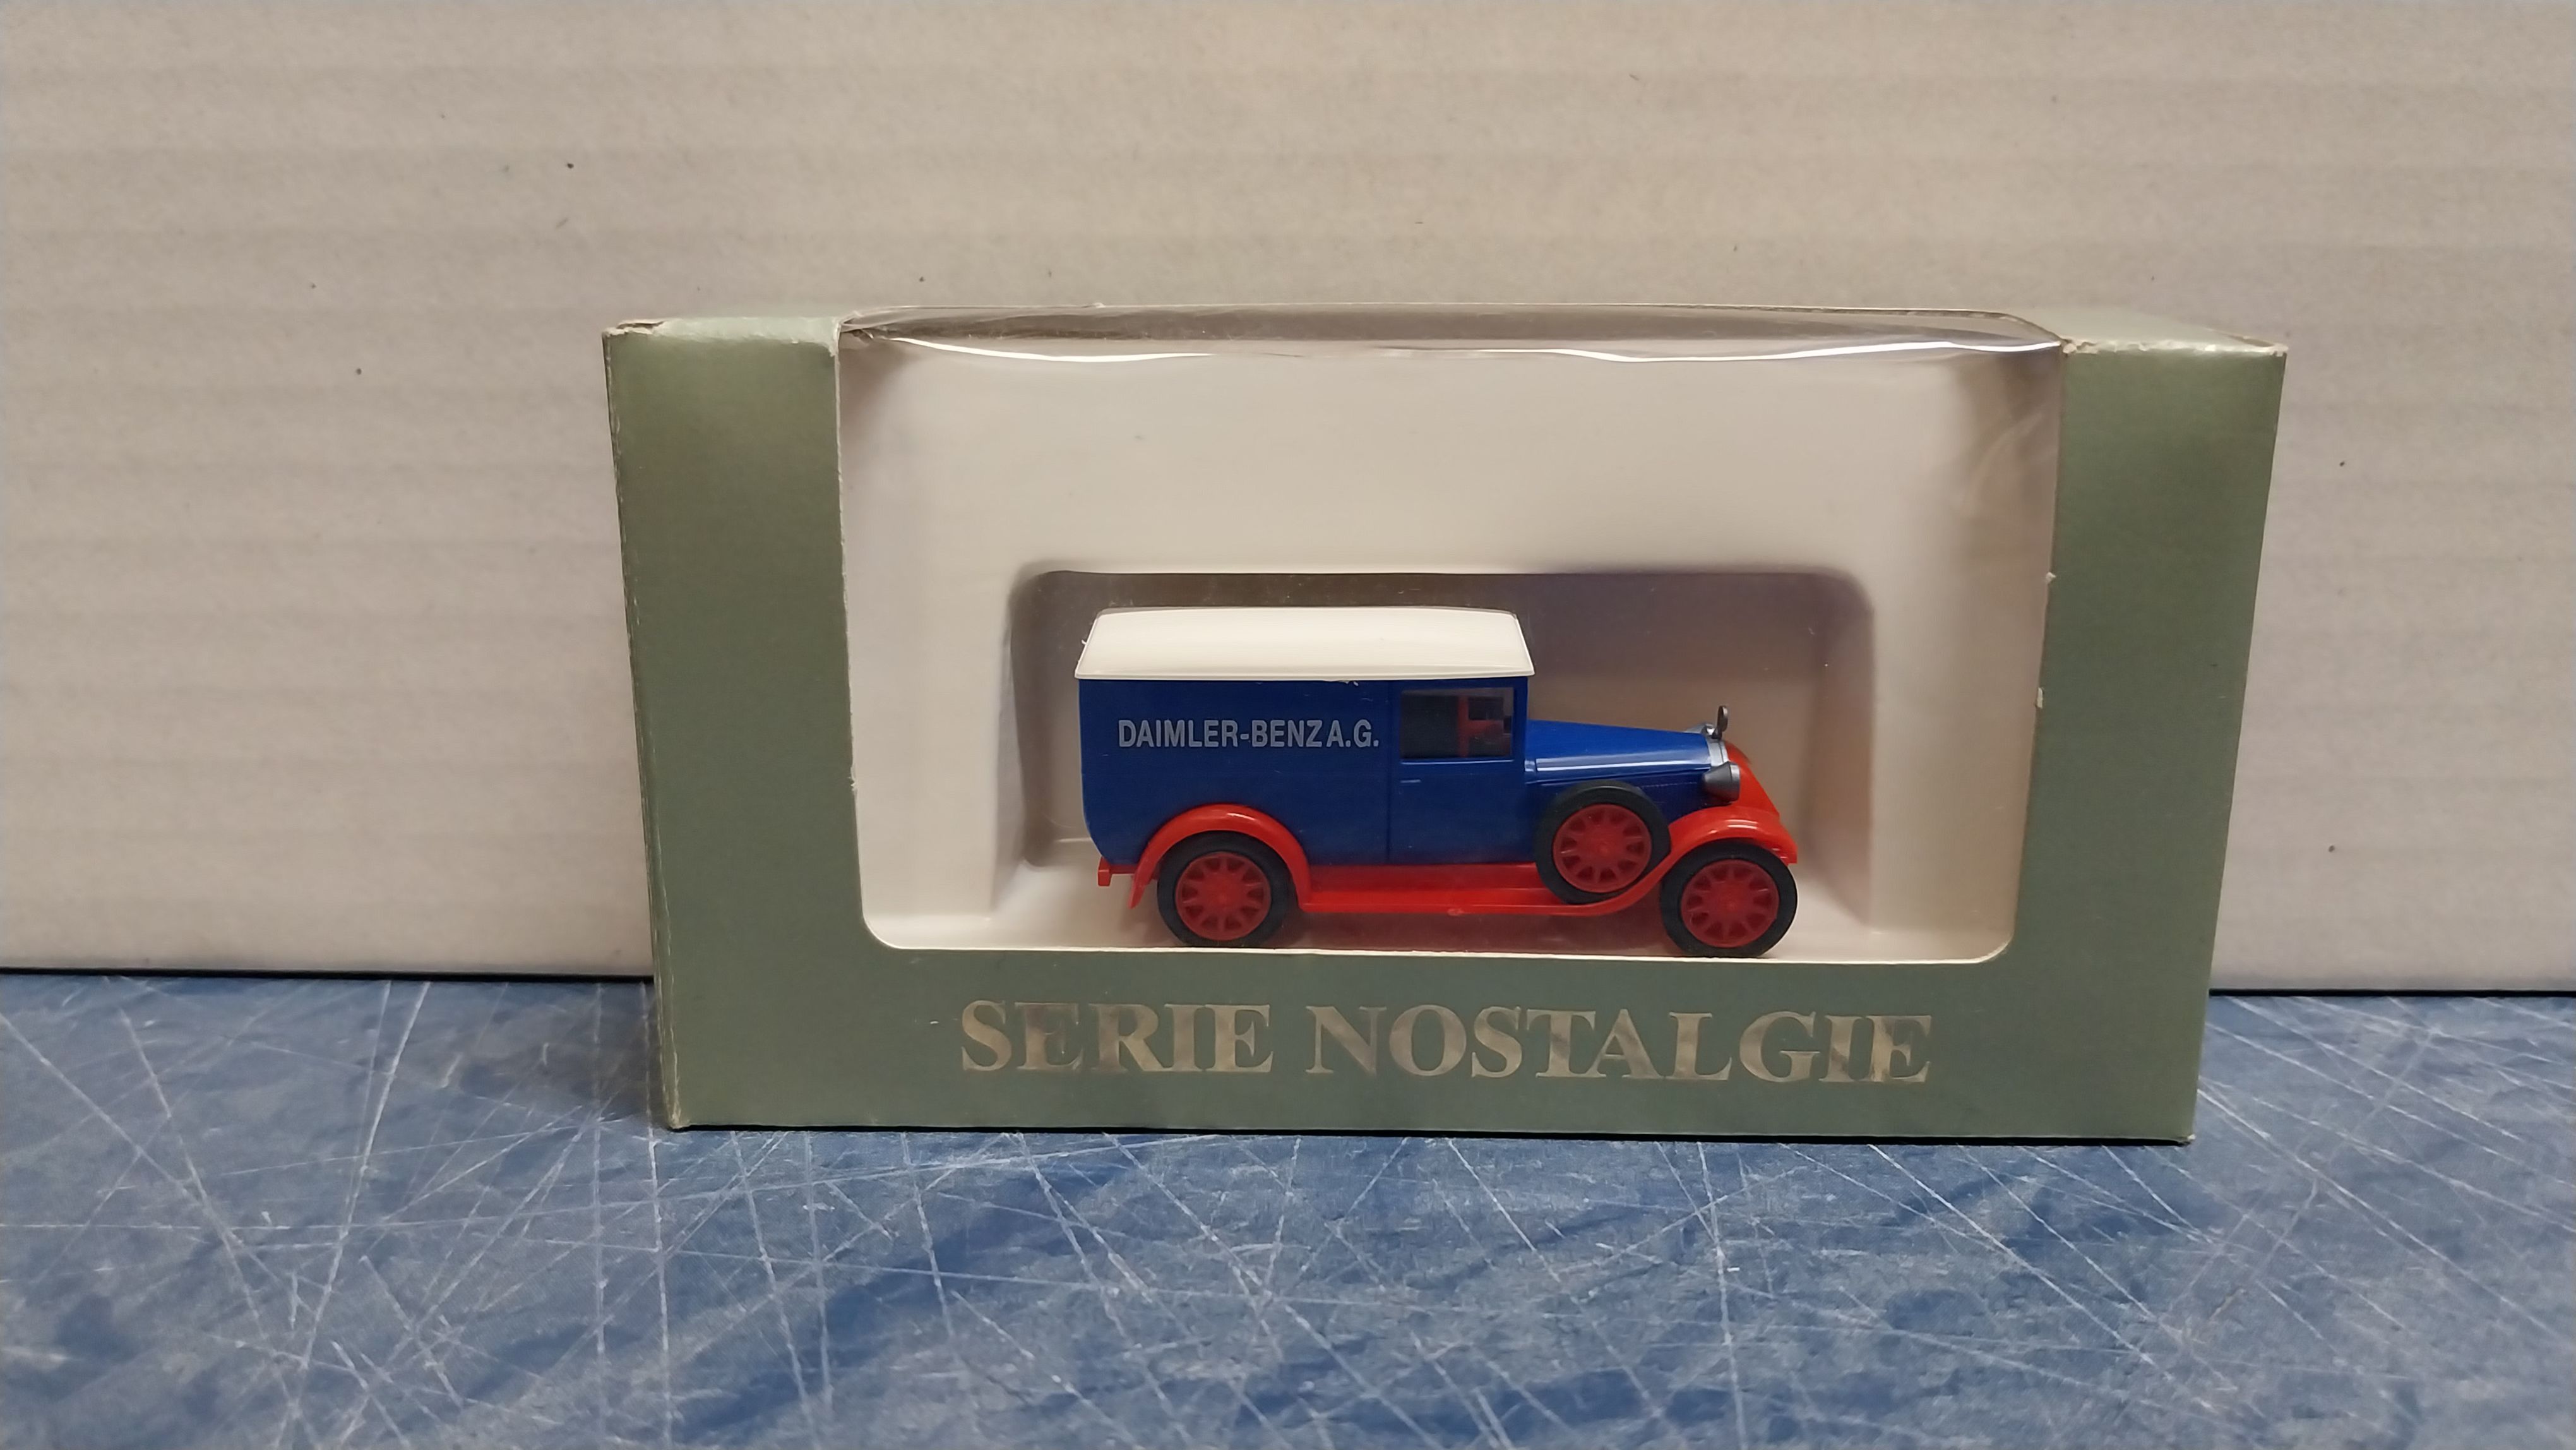 DAIMLER-BENZ A.G.
SERIE NOSTALGIE